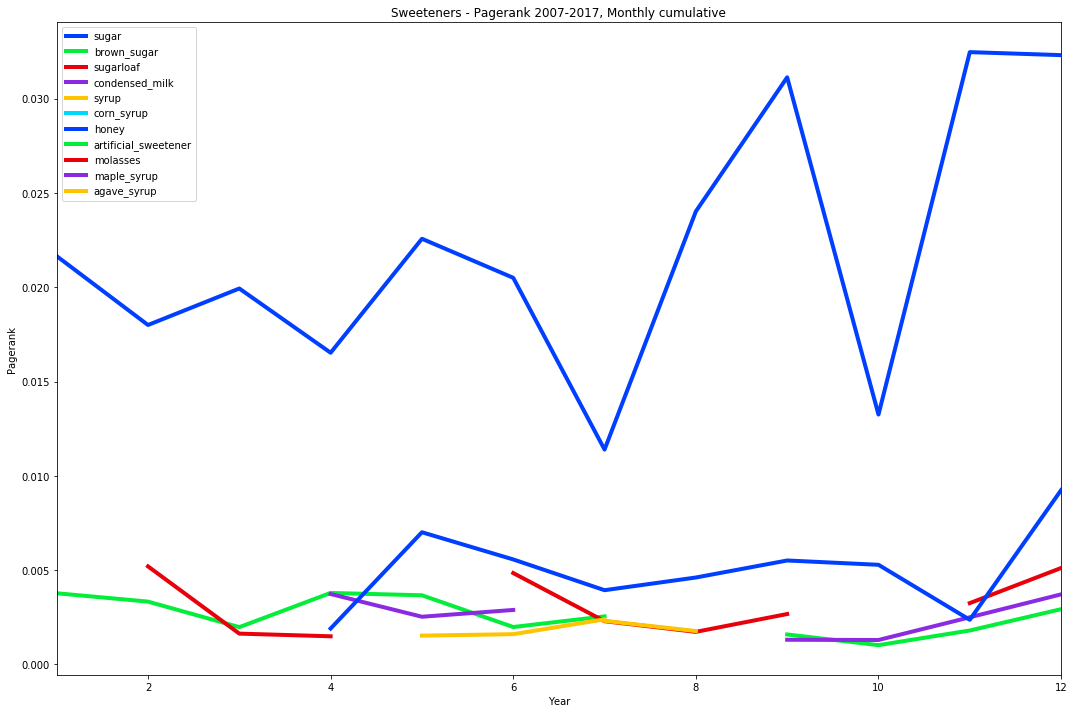 Sweeteners - Pagerank 2007-2017, Monthly cumulative
sugar
brown_sugar
sugarloaf
condensed_milk
syrup
corn_syrup
honey
artificial_sweetener
molasses
maple_syrup
agave_syrup
0.030
0.025
0.020
0.015
0.010
0.005
0.000
Pagerank
2
4
6
8
10
12
Year